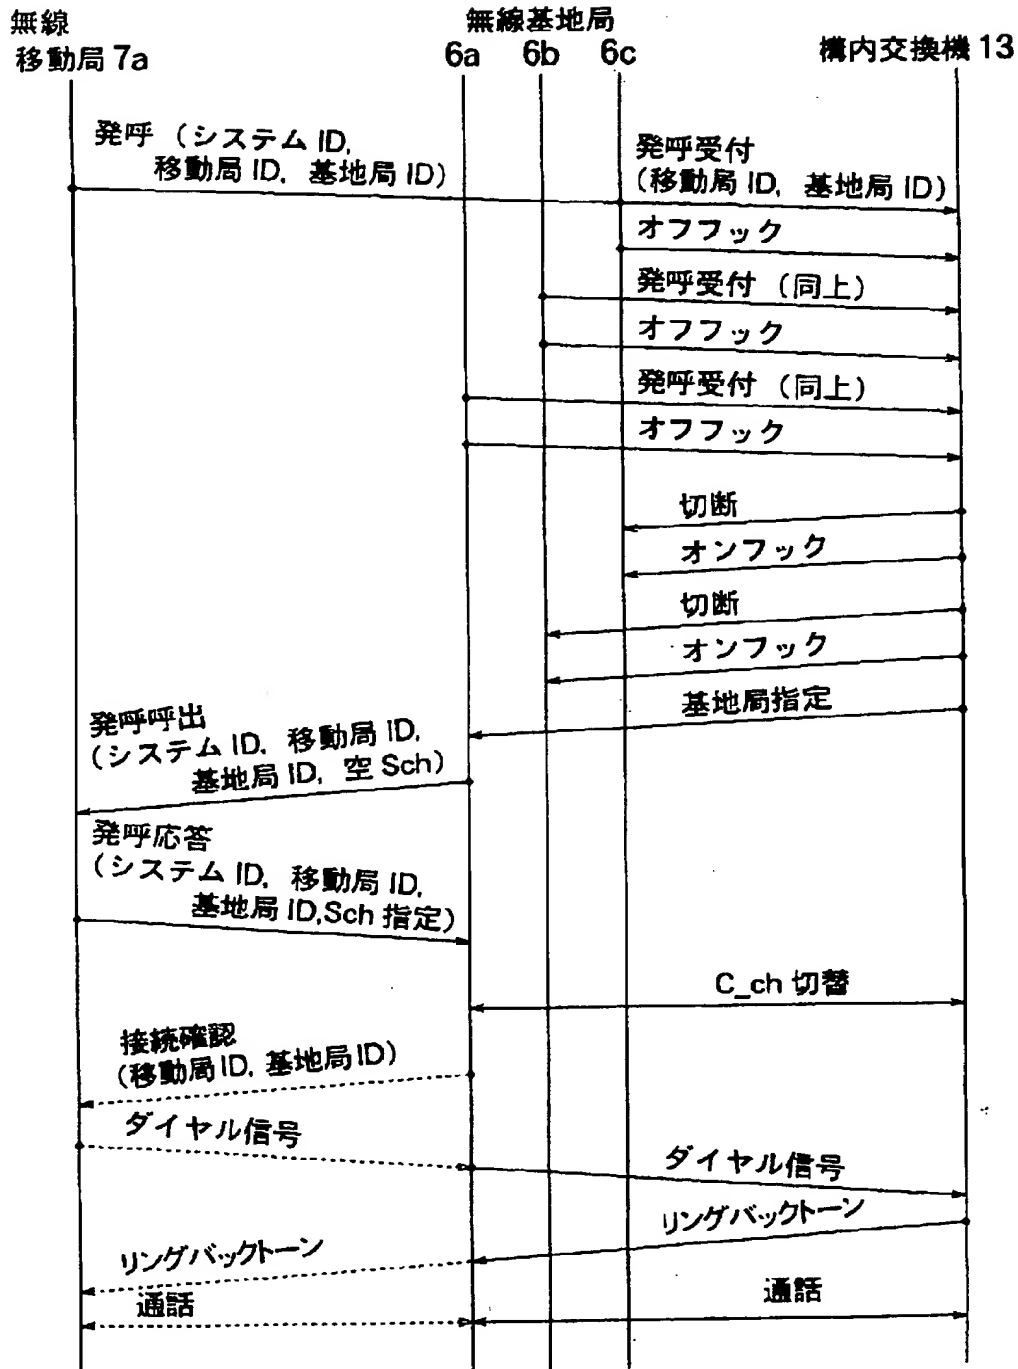 無線
移動局 7a
無線基地局
6a 6b 6c
構内交換機 13
発呼（システム ID,
移動局 ID, 基地局 ID）
発呼受付
（移動局 ID, 基地局 ID）
オフフック
発呼受付（同上）
オフフック
発呼受付（同上）
オフフック
切断
オンフック
切断
オンフック
基地局指定
発呼呼出
（システム ID, 移動局 ID,
基地局 ID, 空 Sch）
発呼応答
（システム ID, 移動局 ID,
基地局 ID,Sch 指定）
C_ch 切替
接続確認
（移動局 ID, 基地局 ID）
ダイヤル信号
ダイヤル信号
リングバックトーン
リングバックトーン
通話
通話